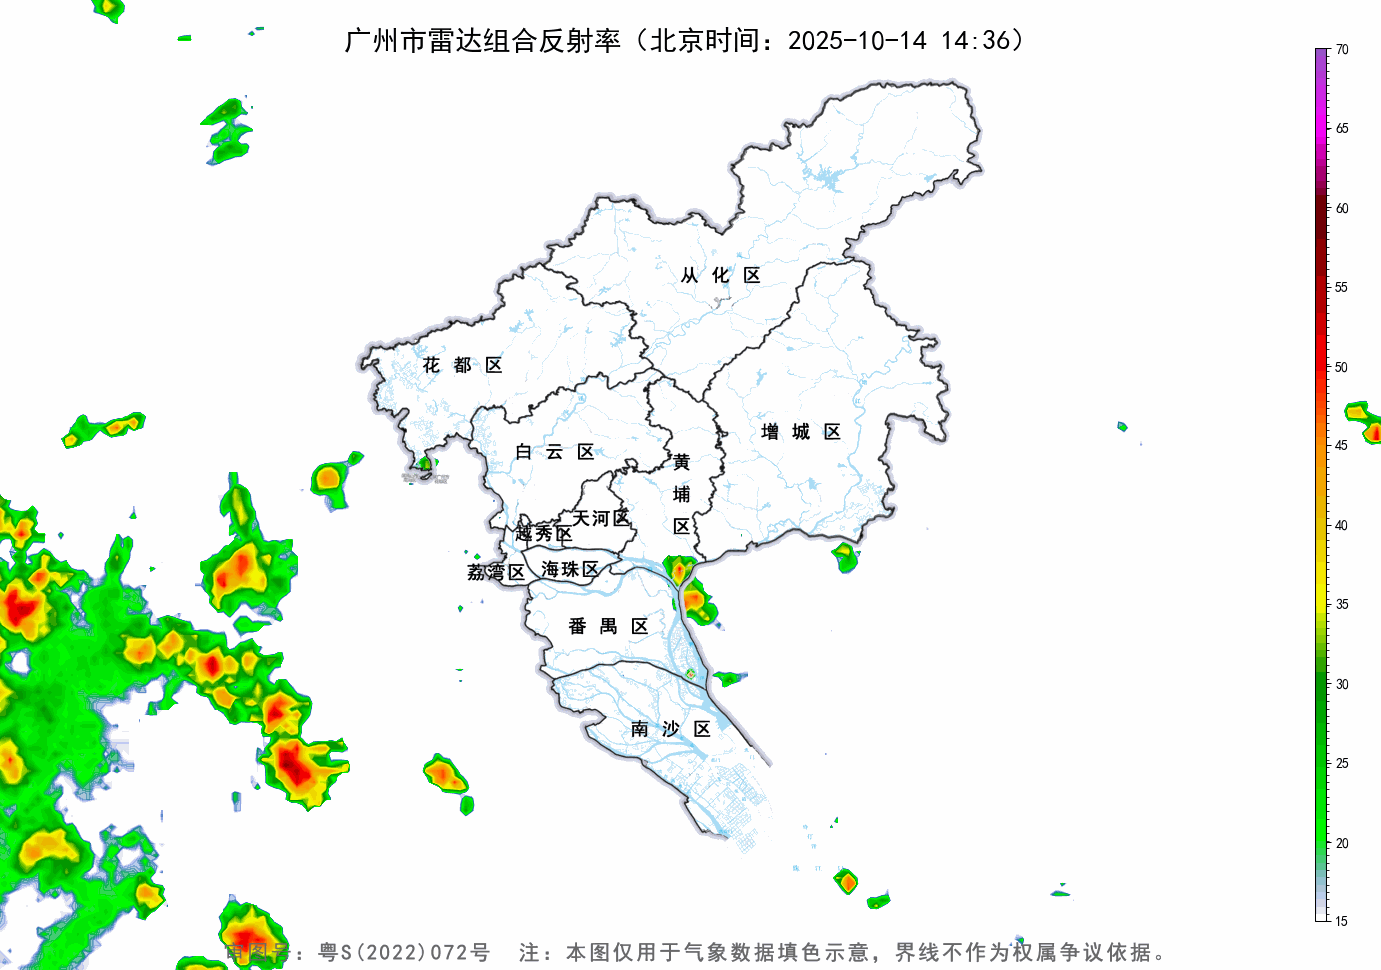 广州市雷达组合反射率（北京时间：2025-10-14 14:36）
70
65
60
55
50
45
40
35
30
25
20
15
从化区
花都区
增城区
白云区
黄埔区
天河区
越秀区
海珠区
荔湾区
番禺区
南沙区
审图号：粤S(2022)072号 注：本图仅用于气象数据填色示意，界线不作为权属争议依据。